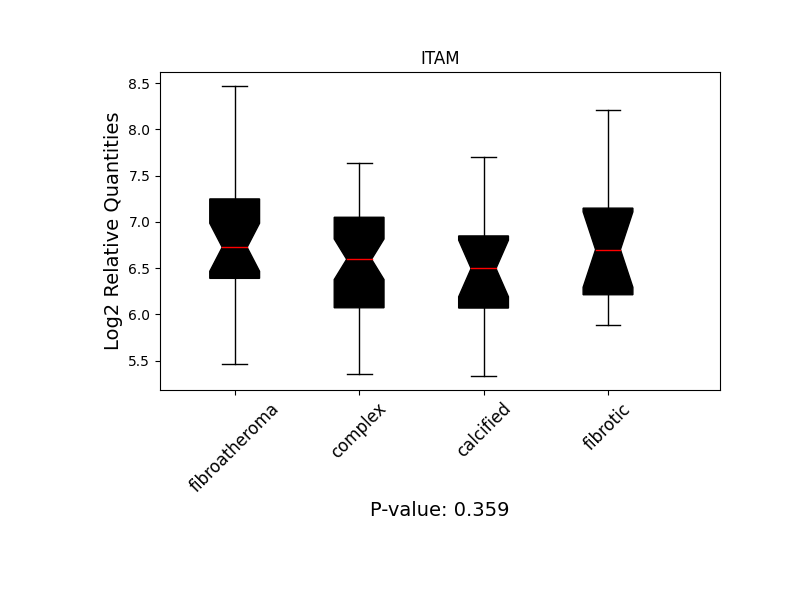 ITAM
Log2 Relative Quantities
8.5
8.0
7.5
7.0
6.5
6.0
5.5
fibroatheroma
complex
calcified
fibrotic
P-value: 0.359